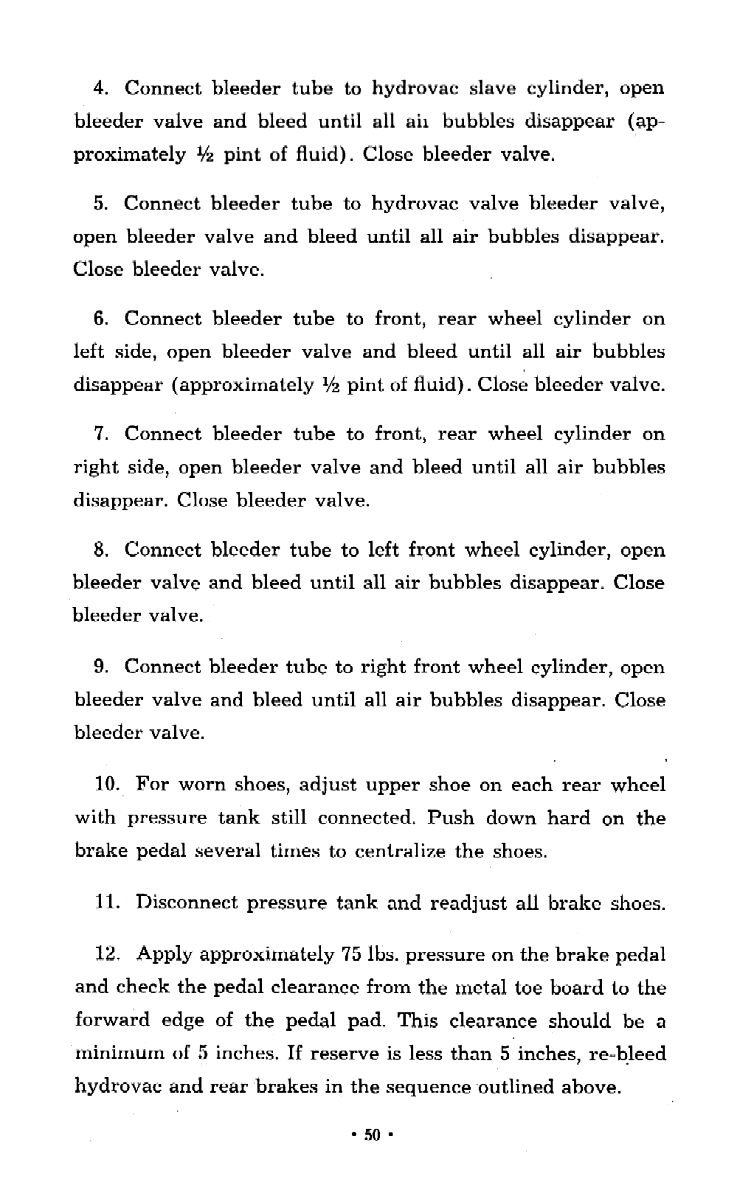 4. Connect bleeder tube to hydrovac slave cylinder, open
bleeder valve and bleed until all air bubbles disappear (ap-
proximately ½ pint of fluid). Close bleeder valve.
5. Connect bleeder tube to hydrovac valve bleeder valve,
open bleeder valve and bleed until all air bubbles disappear.
Close bleeder valve.
6. Connect bleeder tube to front, rear wheel cylinder on
left side, open bleeder valve and bleed until all air bubbles
disappear (approximately ½ pint of fluid). Close bleeder valve.
7. Connect bleeder tube to front, rear wheel cylinder on
right side, open bleeder valve and bleed until all air bubbles
disappear. Close bleeder valve.
8. Connect bleeder tube to left front wheel cylinder, open
bleeder valve and bleed until all air bubbles disappear. Close
bleeder valve.
9. Connect bleeder tube to right front wheel cylinder, open
bleeder valve and bleed until all air bubbles disappear. Close
bleeder valve.
10. For worn shoes, adjust upper shoe on each rear wheel
with pressure tank still connected. Push down hard on the
brake pedal several times to centralize the shoes.
11. Disconnect pressure tank and readjust all brake shoes.
12. Apply approximately 75 lbs. pressure on the brake pedal
and check the pedal clearance from the metal toe board to the
forward edge of the pedal pad. This clearance should be a
minimum of 5 inches. If reserve is less than 5 inches, re-bleed
hydrovac and rear brakes in the sequence outlined above.
• 50 •